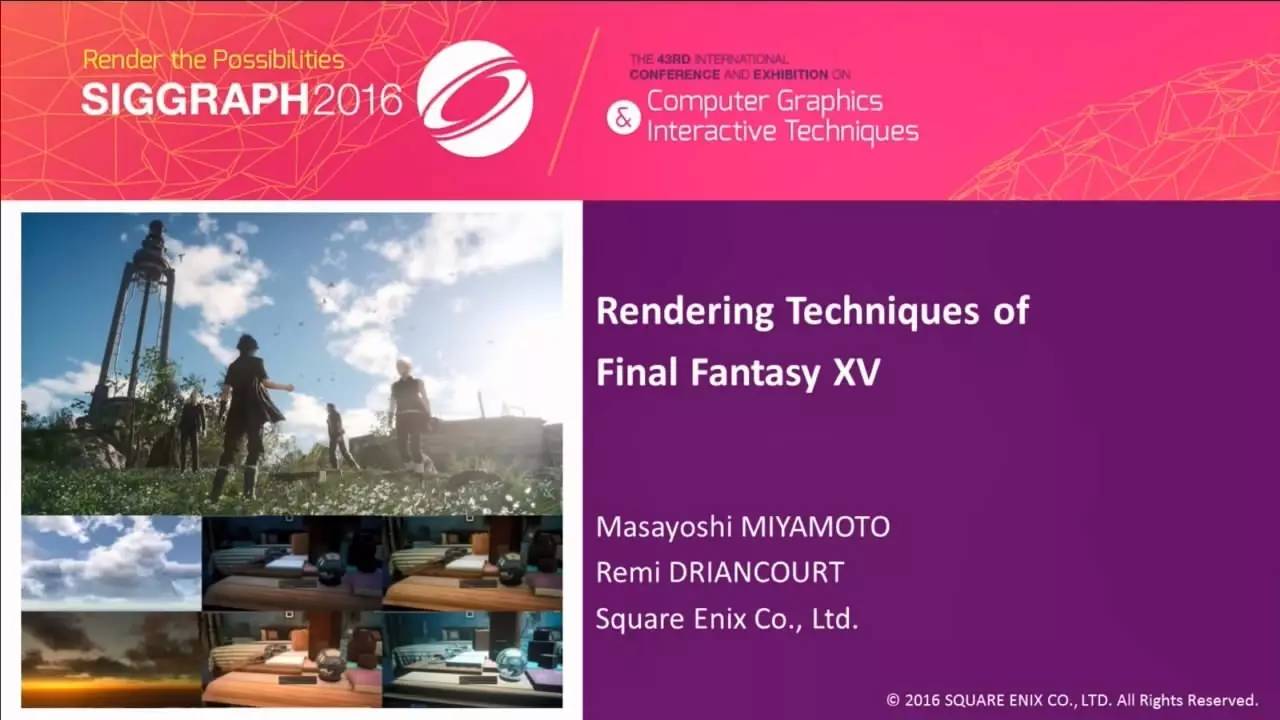 Render the Possibilities
SIGGRAPH2016
THE 43RD INTERNATIONAL
CONFERENCE AND EXHIBITION ON
& Computer Graphics
Interactive Techniques
Rendering Techniques of
Final Fantasy XV
Masayoshi MIYAMOTO
Remi DRIANCOURT
Square Enix Co., Ltd.
© 2016 SQUARE ENIX CO., LTD. All Rights Reserved.